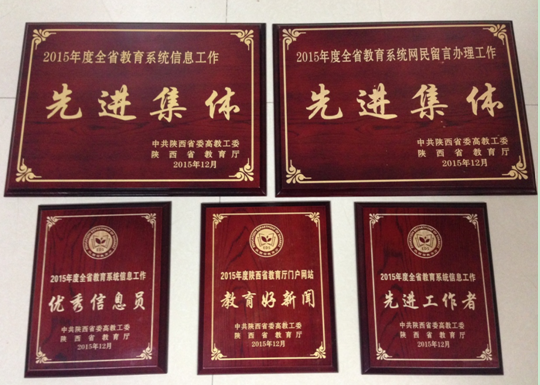 2015年度全省教育系统信息工作
先进集体
中共陕西省委高教工委
陕西省教育厅
2015年12月
2015年度全省教育系统网民留言办理工作
先进集体
中共陕西省委高教工委
陕西省教育厅
2015年12月
2015年度全省教育系统信息工作
优秀信息员
中共陕西省委高教工委
陕西省教育厅
2015年12月
2015年度陕西省教育厅门户网站
教育好新闻
中共陕西省委高教工委
陕西省教育厅
2015年12月
2015年度全省教育系统信息工作
先进工作者
中共陕西省委高教工委
陕西省教育厅
2015年12月